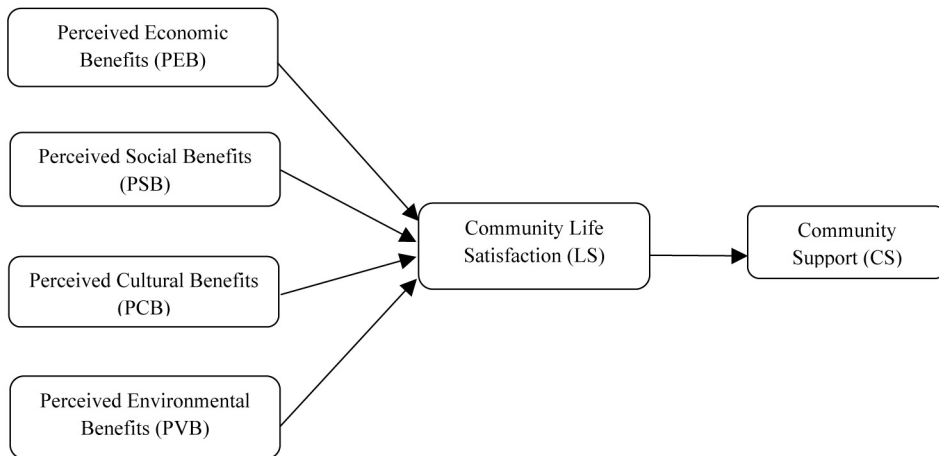 Perceived Economic
Benefits (PEB)
Perceived Social Benefits
(PSB)
Perceived Cultural Benefits
(PCB)
Perceived Environmental
Benefits (PVB)
Community Life
Satisfaction (LS)
Community
Support (CS)